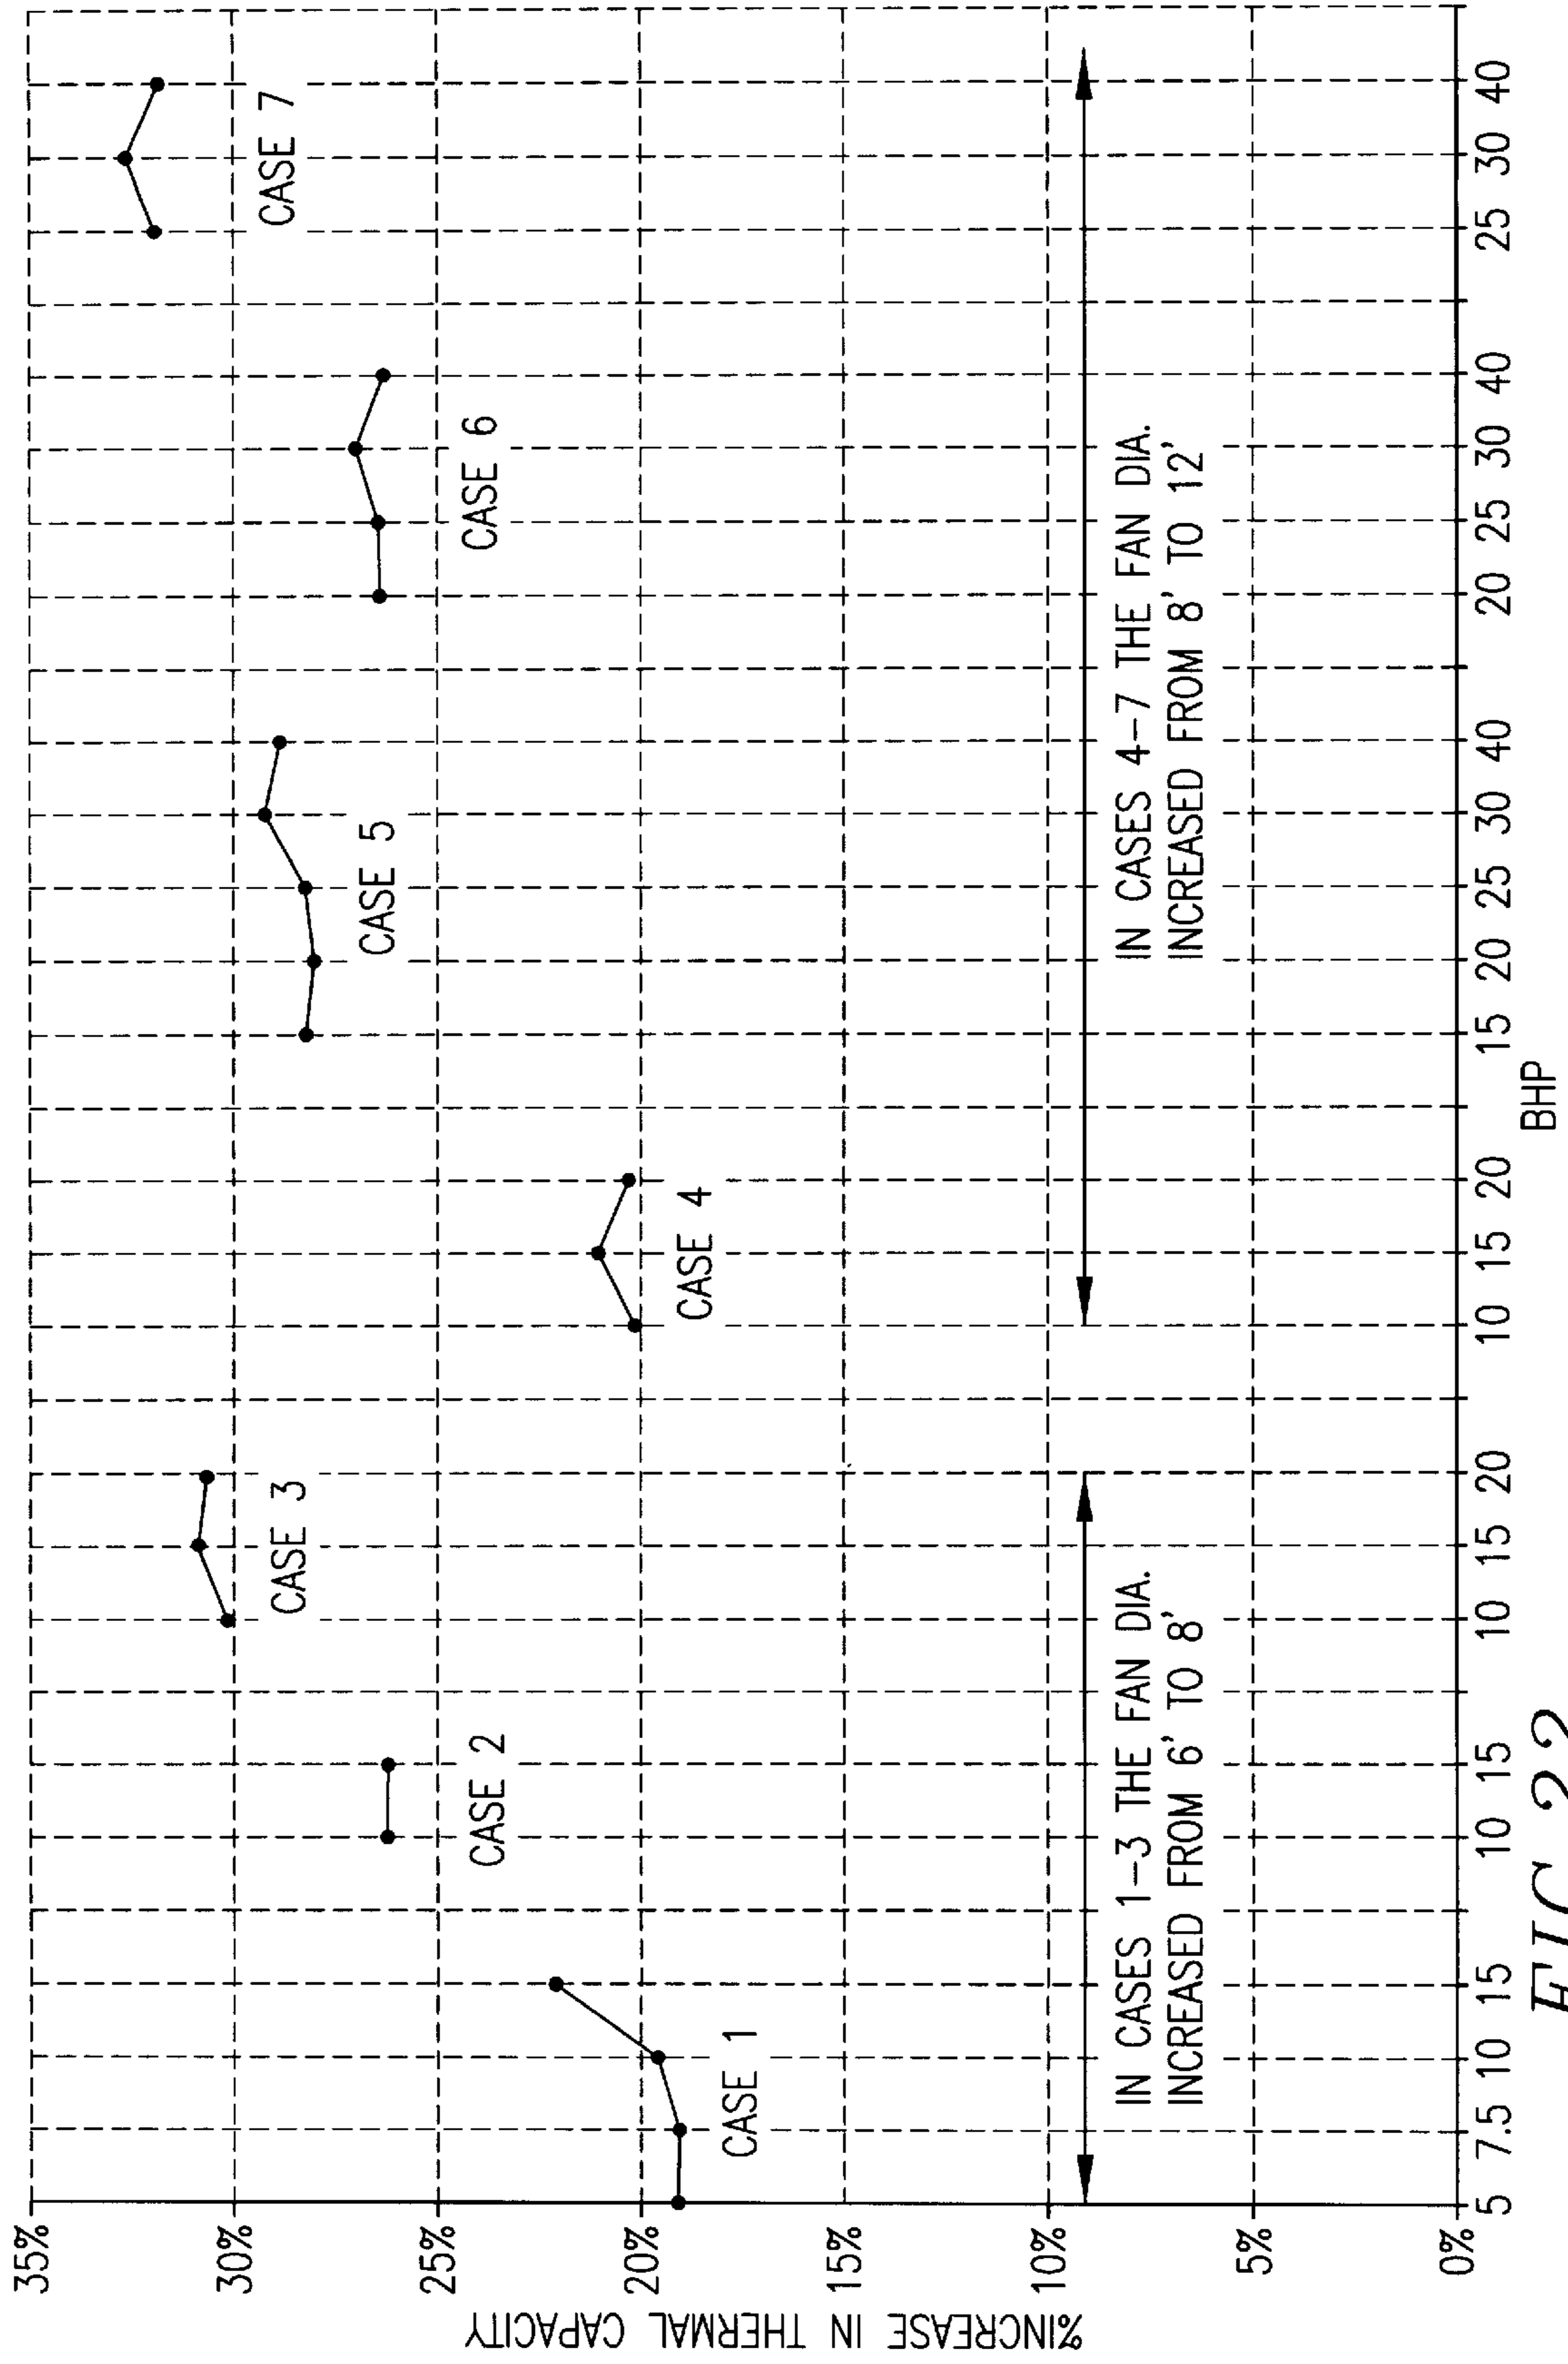 %INCREASE IN THERMAL CAPACITY
35%
30%
25%
20%
15%
10%
5%
0%
CASE 1
CASE 2
CASE 3
CASE 4
CASE 5
CASE 6
CASE 7
IN CASES 1-3 THE FAN DIA.
INCREASED FROM 6' TO 8'
IN CASES 4-7 THE FAN DIA.
INCREASED FROM 8' TO 12'
5 7.5 10 15 10 15 10 15 20 10 15 20 15 20 25 30 40 20 25 30 40 25 30 40
BHP
FIG. 22